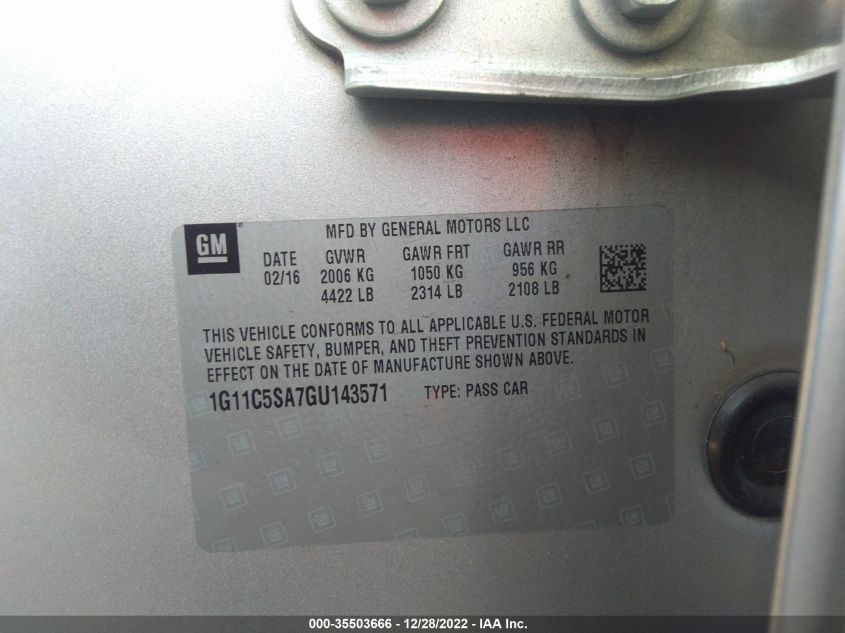 GM ® MFD BY GENERAL MOTORS LLC
DATE GVWR GAWR FRT GAWR RR
02/16 2006 KG 1050 KG 956 KG
4422 LB 2314 LB 2108 LB
THIS VEHICLE CONFORMS TO ALL APPLICABLE U.S. FEDERAL MOTOR
VEHICLE SAFETY, BUMPER, AND THEFT PREVENTION STANDARDS IN
EFFECT ON THE DATE OF MANUFACTURE SHOWN ABOVE.
1G11C5SA7GU143571 TYPE: PASS CAR
000-35503666 - 12/28/2022 - IAA Inc.